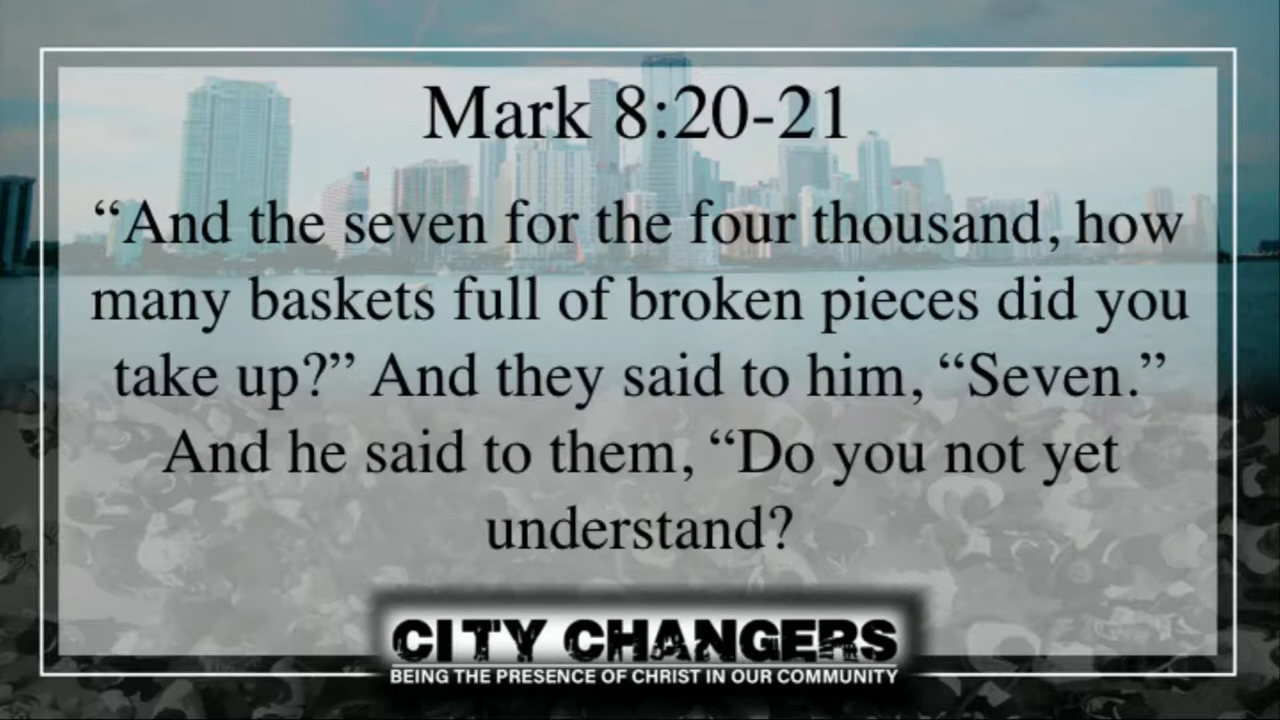 Mark 8:20-21
“And the seven for the four thousand, how
many baskets full of broken pieces did you
take up?” And they said to him, “Seven.”
And he said to them, “Do you not yet
understand?
CITY CHANGERS
BEING THE PRESENCE OF CHRIST IN OUR COMMUNITY